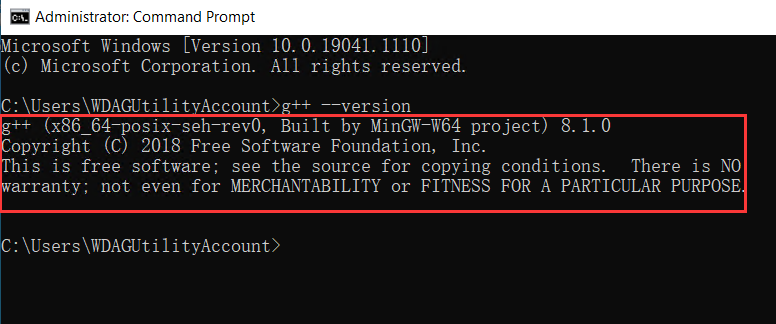 Administrator: Command Prompt
Microsoft Windows [Version 10.0.19041.1110]
(c) Microsoft Corporation. All rights reserved.
C:\Users\WDAGUtilityAccount>g++ --version
g++ (x86_64-posix-seh-rev0, Built by MinGW-W64 project) 8.1.0
Copyright (C) 2018 Free Software Foundation, Inc.
This is free software; see the source for copying conditions.  There is NO
warranty; not even for MERCHANTABILITY or FITNESS FOR A PARTICULAR PURPOSE.
C:\Users\WDAGUtilityAccount>